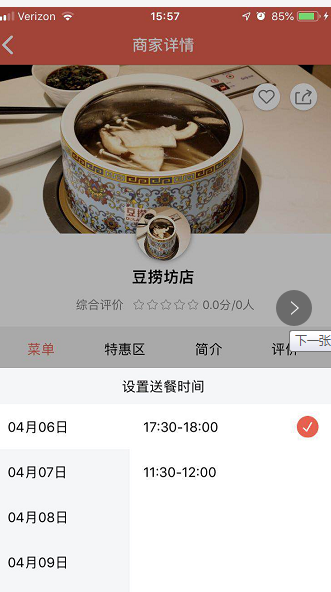 Verizon 15:57 85%
商家详情
豆捞坊
豆捞坊店
综合评价 0.0分/0人
下一张
菜单 特惠区 简介 评价
设置送餐时间
04月06日 17:30-18:00
04月07日 11:30-12:00
04月08日
04月09日